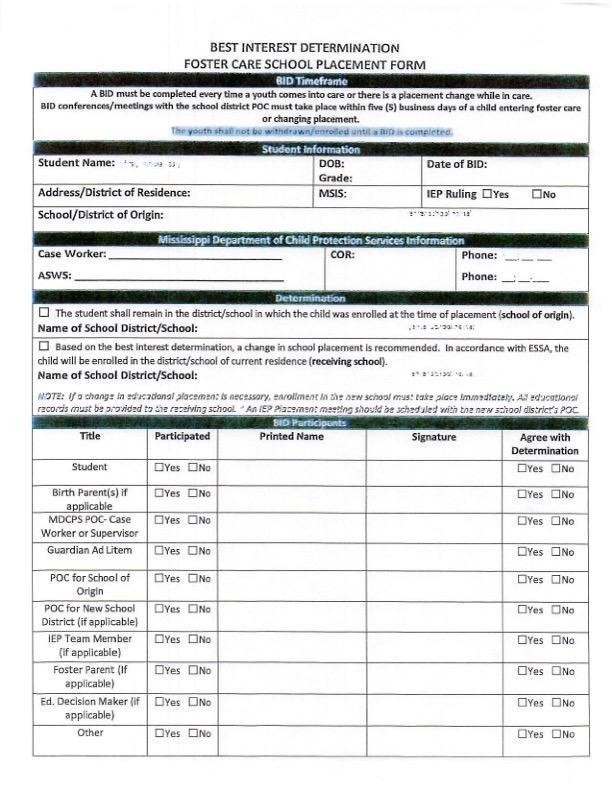 BEST INTEREST DETERMINATION
FOSTER CARE SCHOOL PLACEMENT FORM
BID Timeframe
A BID must be completed every time a youth comes into care or there is a placement change while in care.
BID conferences/meetings with the school district POC must take place within five (5) business days of a child entering foster care
or changing placement.
The youth shall not be withdrawn/enrolled until a BID is completed.
Student Information
Student Name: DOB: Date of BID:
Grade:
Address/District of Residence: MSIS: IEP Ruling ☐Yes ☐No
School/District of Origin:
Mississippi Department of Child Protection Services Information
Case Worker: ____ COR: Phone: __.__.____
ASWS: ____ Phone: __.__.____
Determination
☐ The student shall remain in the district/school in which the child was enrolled at the time of placement (school of origin).
Name of School District/School:
☐ Based on the best interest determination, a change in school placement is recommended. In accordance with ESSA, the
child will be enrolled in the district/school of current residence (receiving school).
Name of School District/School:
NOTE: If a change in educational placement is necessary, enrollment in the new school must take place immediately. All educational
records must be provided to the receiving school. * An IEP Placement meeting should be scheduled with the new school district's POC.
BID Participants
Title Participated Printed Name Signature Agree with
Determination
Student ☐Yes ☐No ☐Yes ☐No
Birth Parent(s) if ☐Yes ☐No ☐Yes ☐No
applicable
MDCPS POC- Case ☐Yes ☐No ☐Yes ☐No
Worker or Supervisor
Guardian Ad Litem ☐Yes ☐No ☐Yes ☐No
POC for School of ☐Yes ☐No ☐Yes ☐No
Origin
POC for New School ☐Yes ☐No ☐Yes ☐No
District (if applicable)
IEP Team Member ☐Yes ☐No ☐Yes ☐No
(if applicable)
Foster Parent (If ☐Yes ☐No ☐Yes ☐No
applicable)
Ed. Decision Maker (if ☐Yes ☐No ☐Yes ☐No
applicable)
Other ☐Yes ☐No ☐Yes ☐No